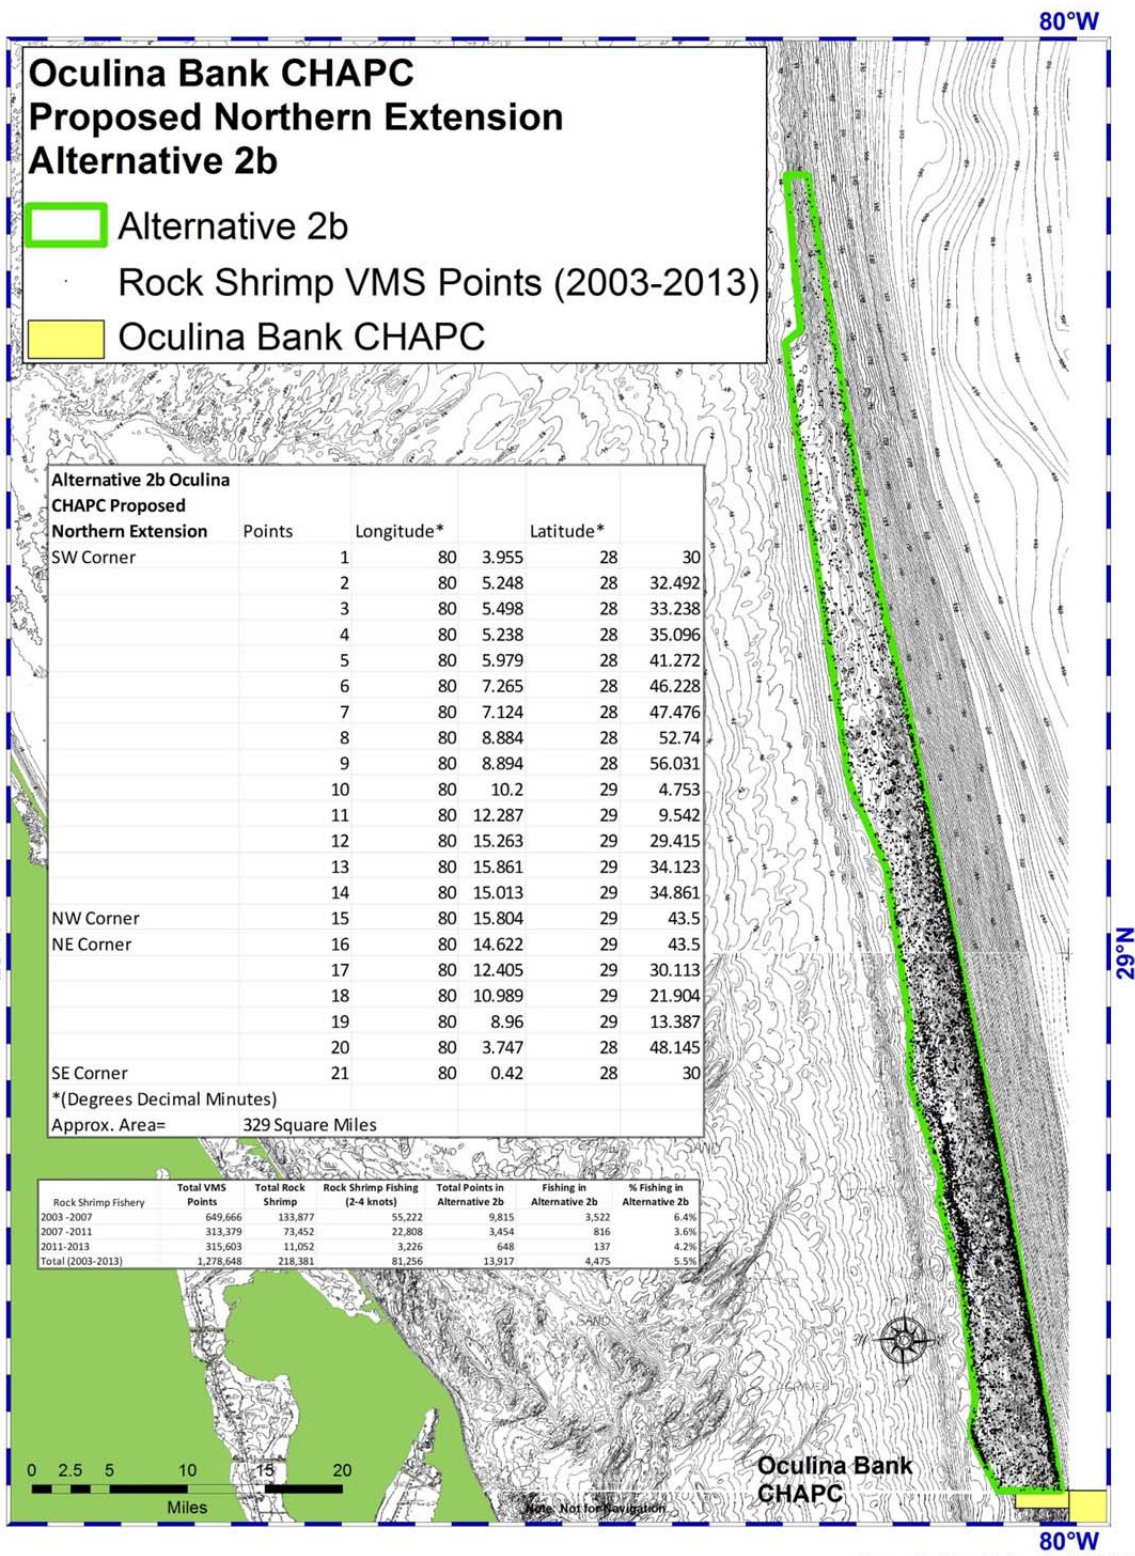 80°W
Oculina Bank CHAPC
Proposed Northern Extension
Alternative 2b
Alternative 2b
Rock Shrimp VMS Points (2003-2013)
Oculina Bank CHAPC
Alternative 2b Oculina
CHAPC Proposed
Northern Extension Points Longitude* Latitude*
SW Corner 1 80 3.955 28 30
2 80 5.248 28 32.492
3 80 5.498 28 33.238
4 80 5.238 28 35.096
5 80 5.979 28 41.272
6 80 7.265 28 46.228
7 80 7.124 28 47.476
8 80 8.884 28 52.74
9 80 8.894 28 56.031
10 80 10.2 29 4.753
11 80 12.287 29 9.542
12 80 15.263 29 29.415
13 80 15.861 29 34.123
14 80 15.013 29 34.861
NW Corner 15 80 15.804 29 43.5
NE Corner 16 80 14.622 29 43.5
17 80 12.405 29 30.113
18 80 10.989 29 21.904
19 80 8.96 29 13.387
20 80 3.747 28 48.145
SE Corner 21 80 0.42 28 30
*(Degrees Decimal Minutes)
Approx. Area= 329 Square Miles
29°N
SAND
Rock Shrimp Fishery Total VMS Points Total Rock Shrimp Rock Shrimp Fishing (2-4 knots) Total Points in Alternative 2b Fishing in Alternative 2b % Fishing in Alternative 2b
2003 -2007 649,666 133,877 55,222 9,815 3,522 6.4%
2007 -2011 313,379 73,452 22,808 3,454 816 3.6%
2011-2013 315,603 11,052 3,226 648 137 4.2%
Total (2003-2013) 1,278,648 218,381 81,256 13,917 4,475 5.5%
SAND
Oculina Bank
CHAPC
0 2.5 5 10 15 20
Miles
Note: Not for Navigation
80°W